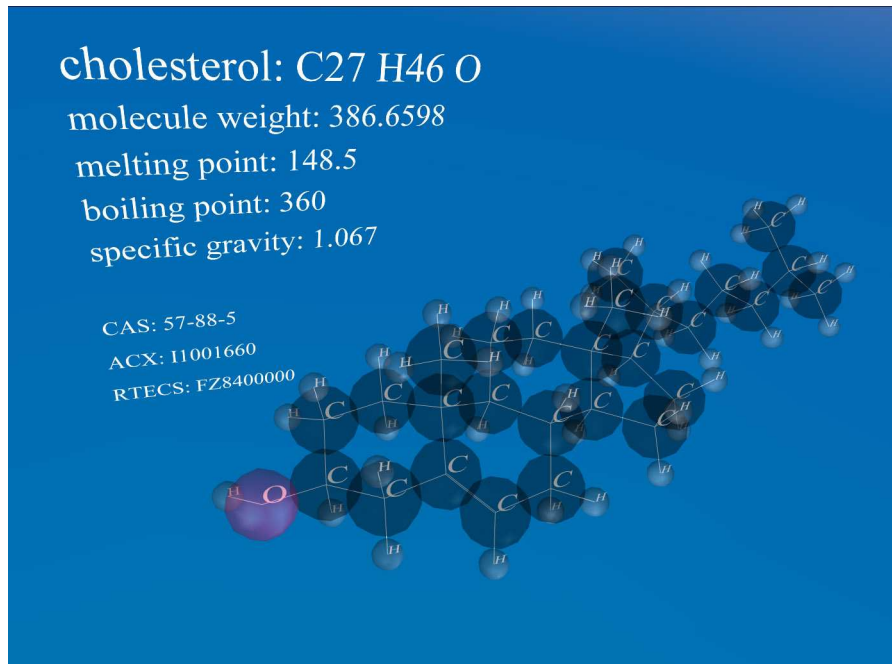 cholesterol: C27 H46 O
molecule weight: 386.6598
melting point: 148.5
boiling point: 360
specific gravity: 1.067
CAS: 57-88-5
ACX: I1001660
RTECS: FZ8400000